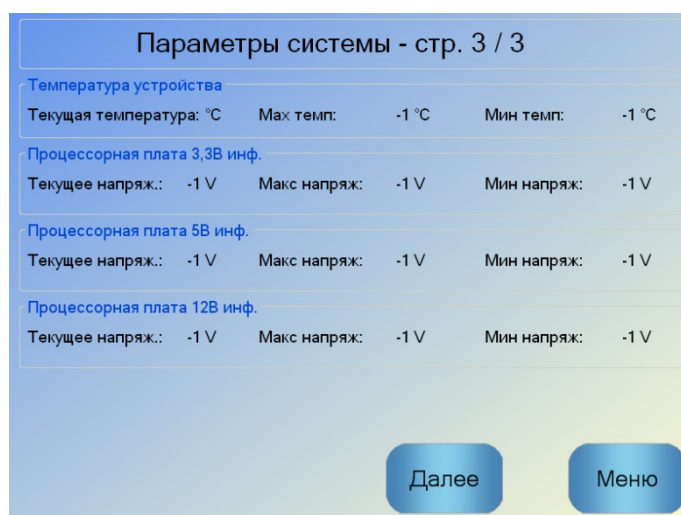 Параметры системы - стр. 3 / 3
Температура устройства
Текущая температура: °C Max темп: -1 °C Мин темп: -1 °C
Процессорная плата 3,3В инф.
Текущее напряж.: -1 V Макс напряж: -1 V Мин напряж: -1 V
Процессорная плата 5В инф.
Текущее напряж.: -1 V Макс напряж: -1 V Мин напряж: -1 V
Процессорная плата 12В инф.
Текущее напряж.: -1 V Макс напряж: -1 V Мин напряж: -1 V
Далее Меню